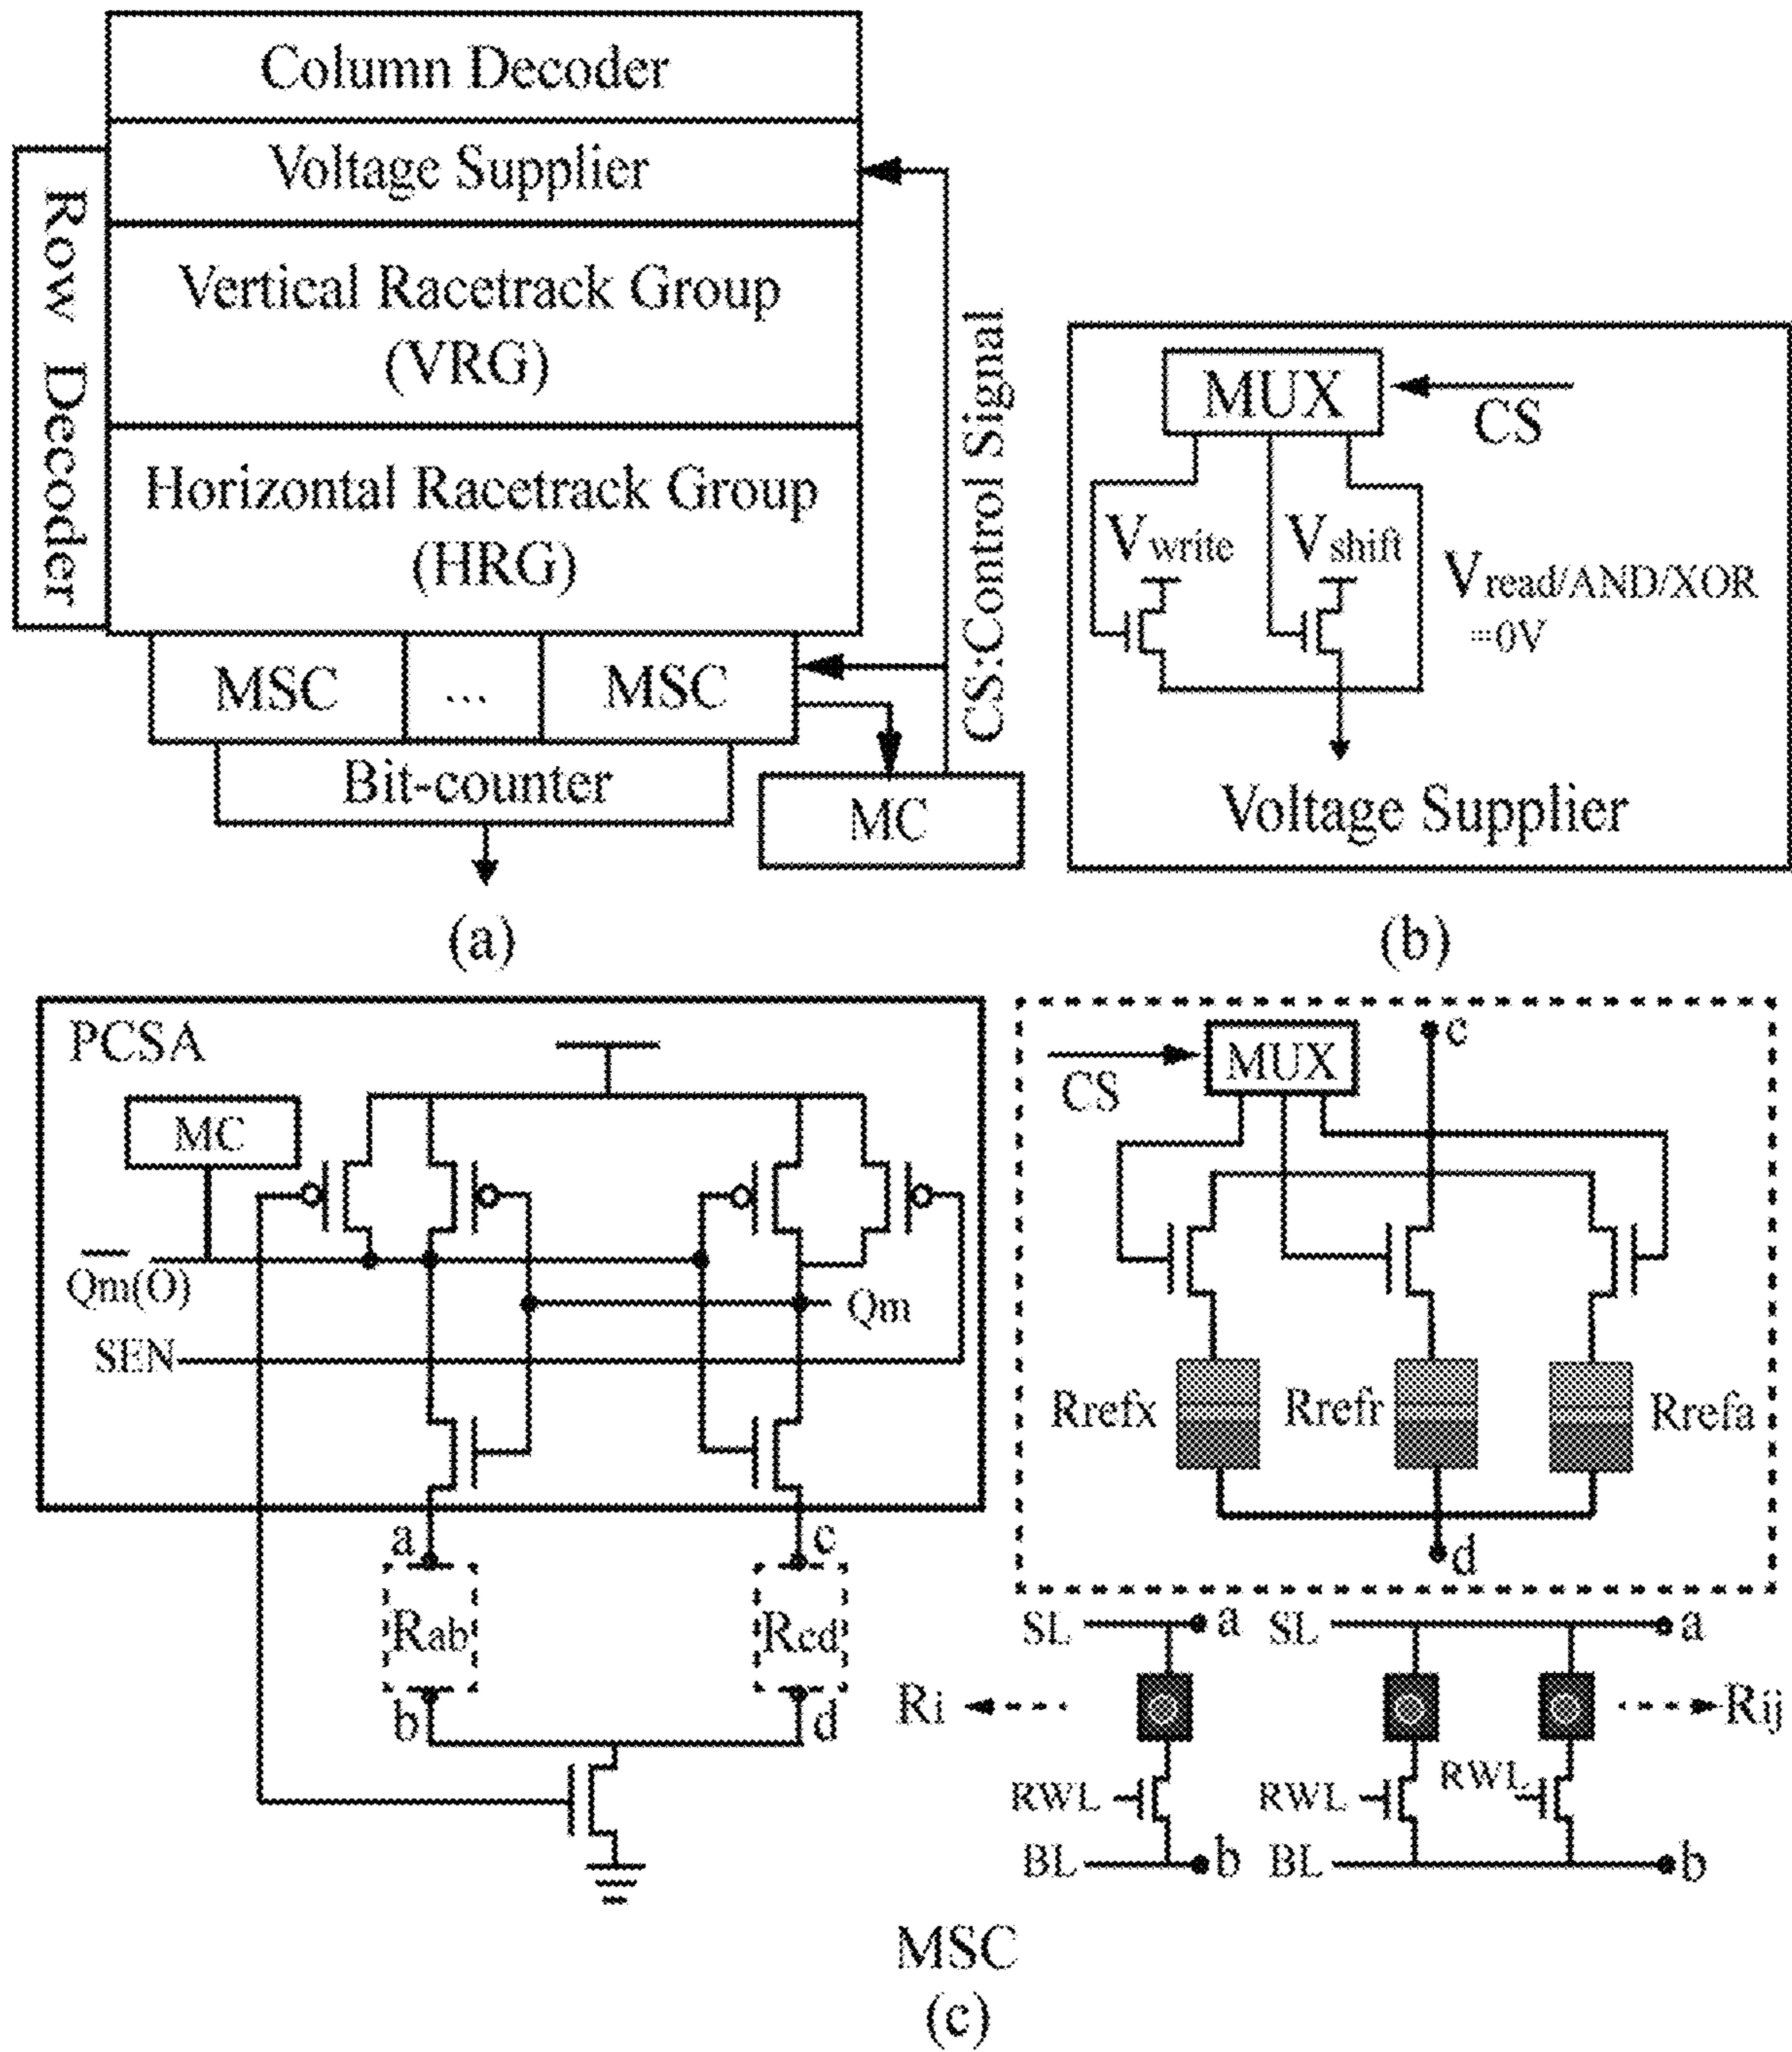 Column Decoder
Voltage Supplier
Row Decoder
Vertical Racetrack Group
(VRG)
Horizontal Racetrack Group
(HRG)
MSC
...
MSC
Bit-counter
MC
CS:Control Signal
(a)
MUX
CS
Vwrite
Vshift
Vread/AND/XOR
=0V
Voltage Supplier
(b)
PCSA
MC
Qm(O)
Qm
SEN
a
c
Rab
Rcd
b
d
CS
MUX
c
Rrefx
Rrefr
Rrefa
d
SL
a
SL
a
Ri
Rij
RWL
RWL
RWL
BL
b
BL
b
MSC
(c)